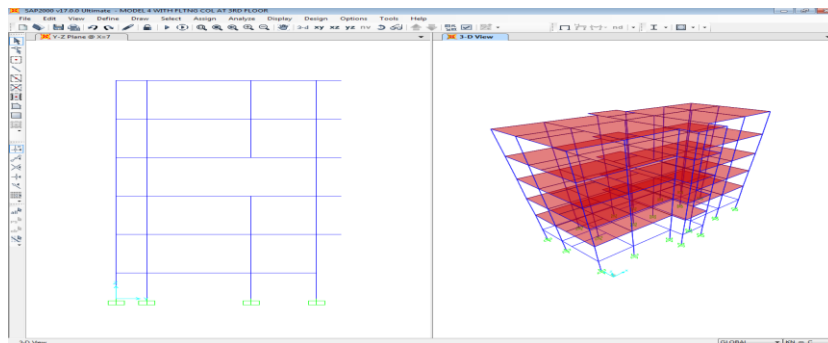 SAP2000 v17.0.0 Ultimate - MODEL 4 WITH FLTNG COL AT 3RD FLOOR
File Edit View Define Draw Select Assign Analyze Display Design Options Tools Help
3-d xy xz yz nv
nd
Y-Z Plane @ X=7
3-D View
3-D View
GLOBAL